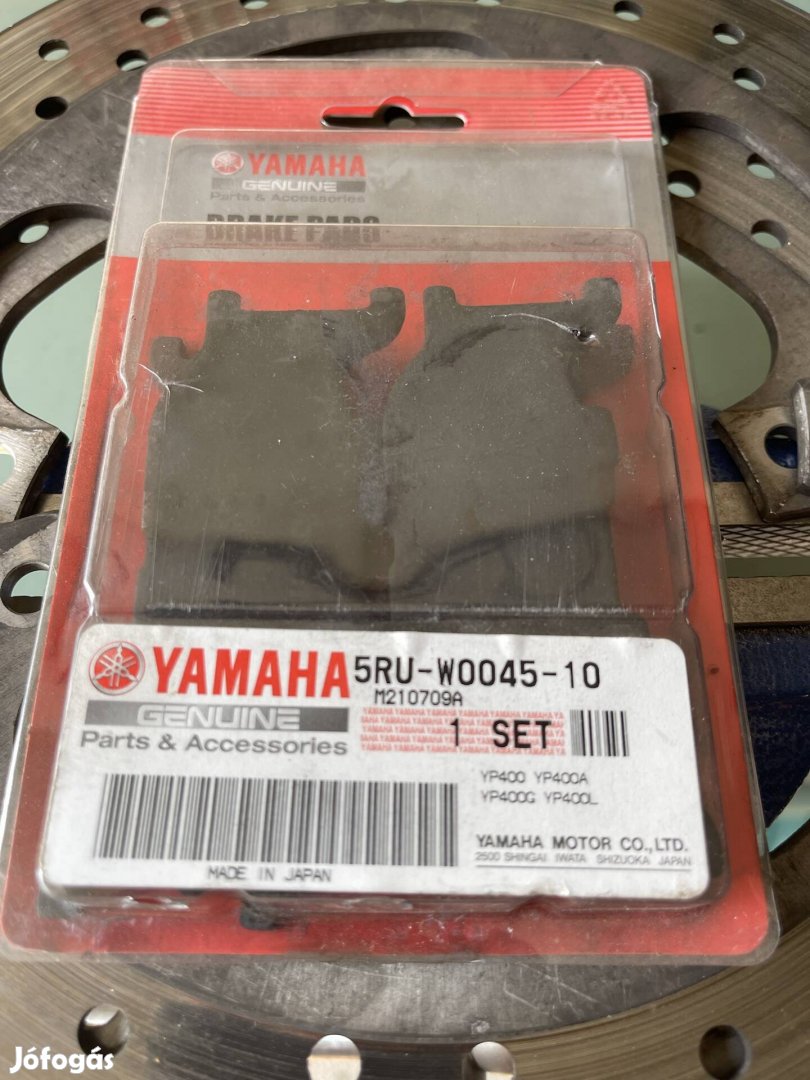 YAMAHA
GENUINE
Parts & Accessories
BRAKE PADS
YAMAHA 5RU-W0045-10
M210709A
GENUINE
Parts & Accessories
1 SET
YP400 YP400A
YP400G YP400L
YAMAHA MOTOR CO.,LTD.
2500 SHINGAI IWATA SHIZUOKA JAPAN
MADE IN JAPAN
Jófogás